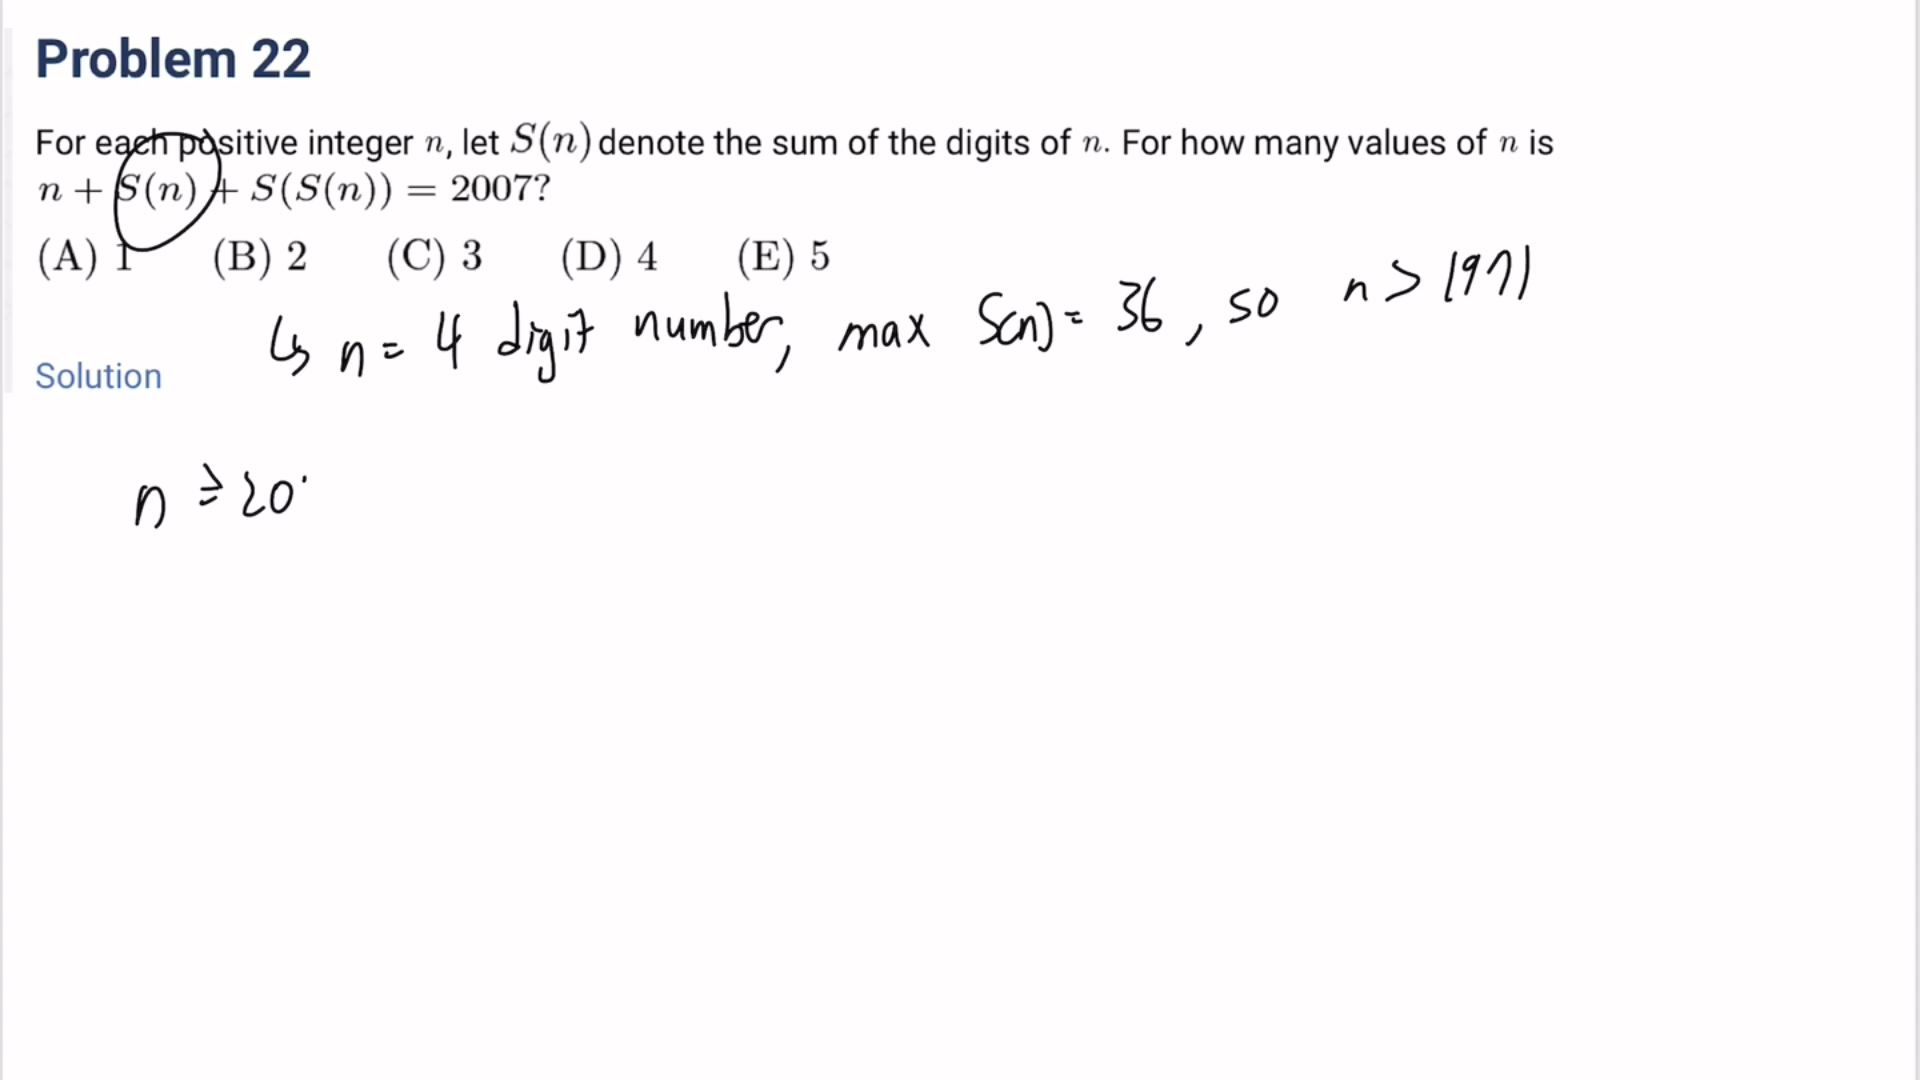 Problem 22
For each positive integer n, let S(n) denote the sum of the digits of n. For how many values of n is
n + S(n) + S(S(n)) = 2007?
(A) 1 (B) 2 (C) 3 (D) 4 (E) 5
↳ n = 4 digit number, max S(n) = 36, so n > 1971
Solution
n ≥ 20